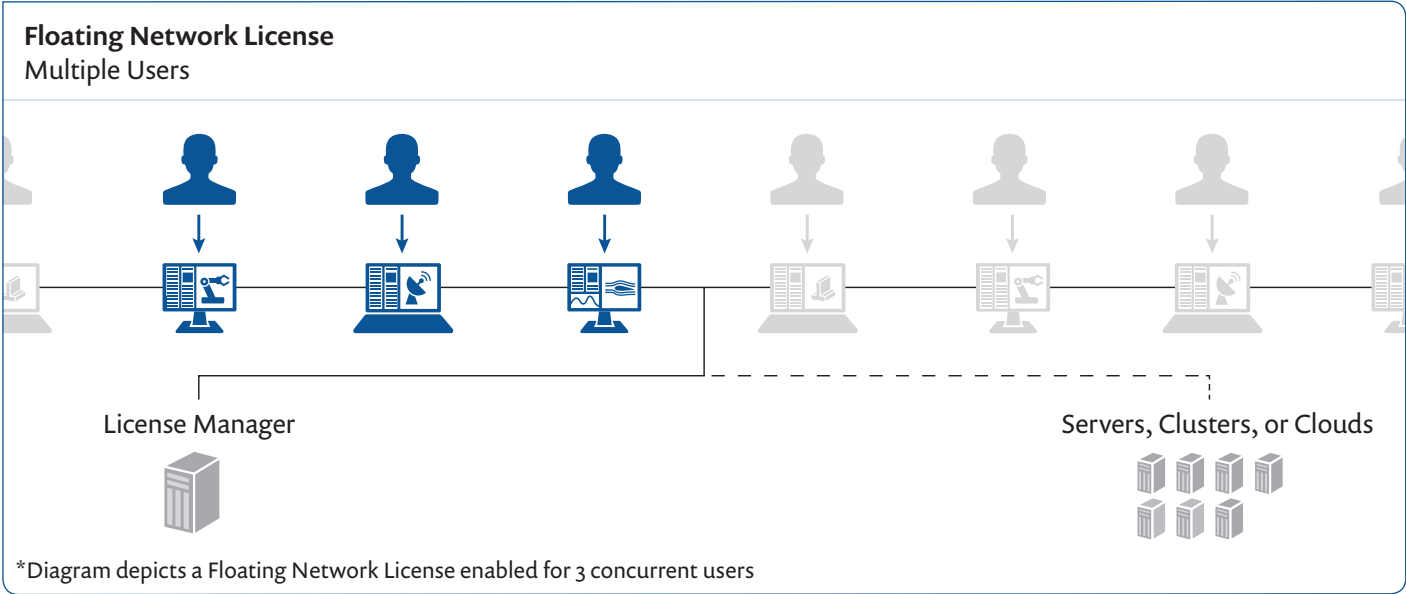 Floating Network License
Multiple Users
License Manager
Servers, Clusters, or Clouds
*Diagram depicts a Floating Network License enabled for 3 concurrent users